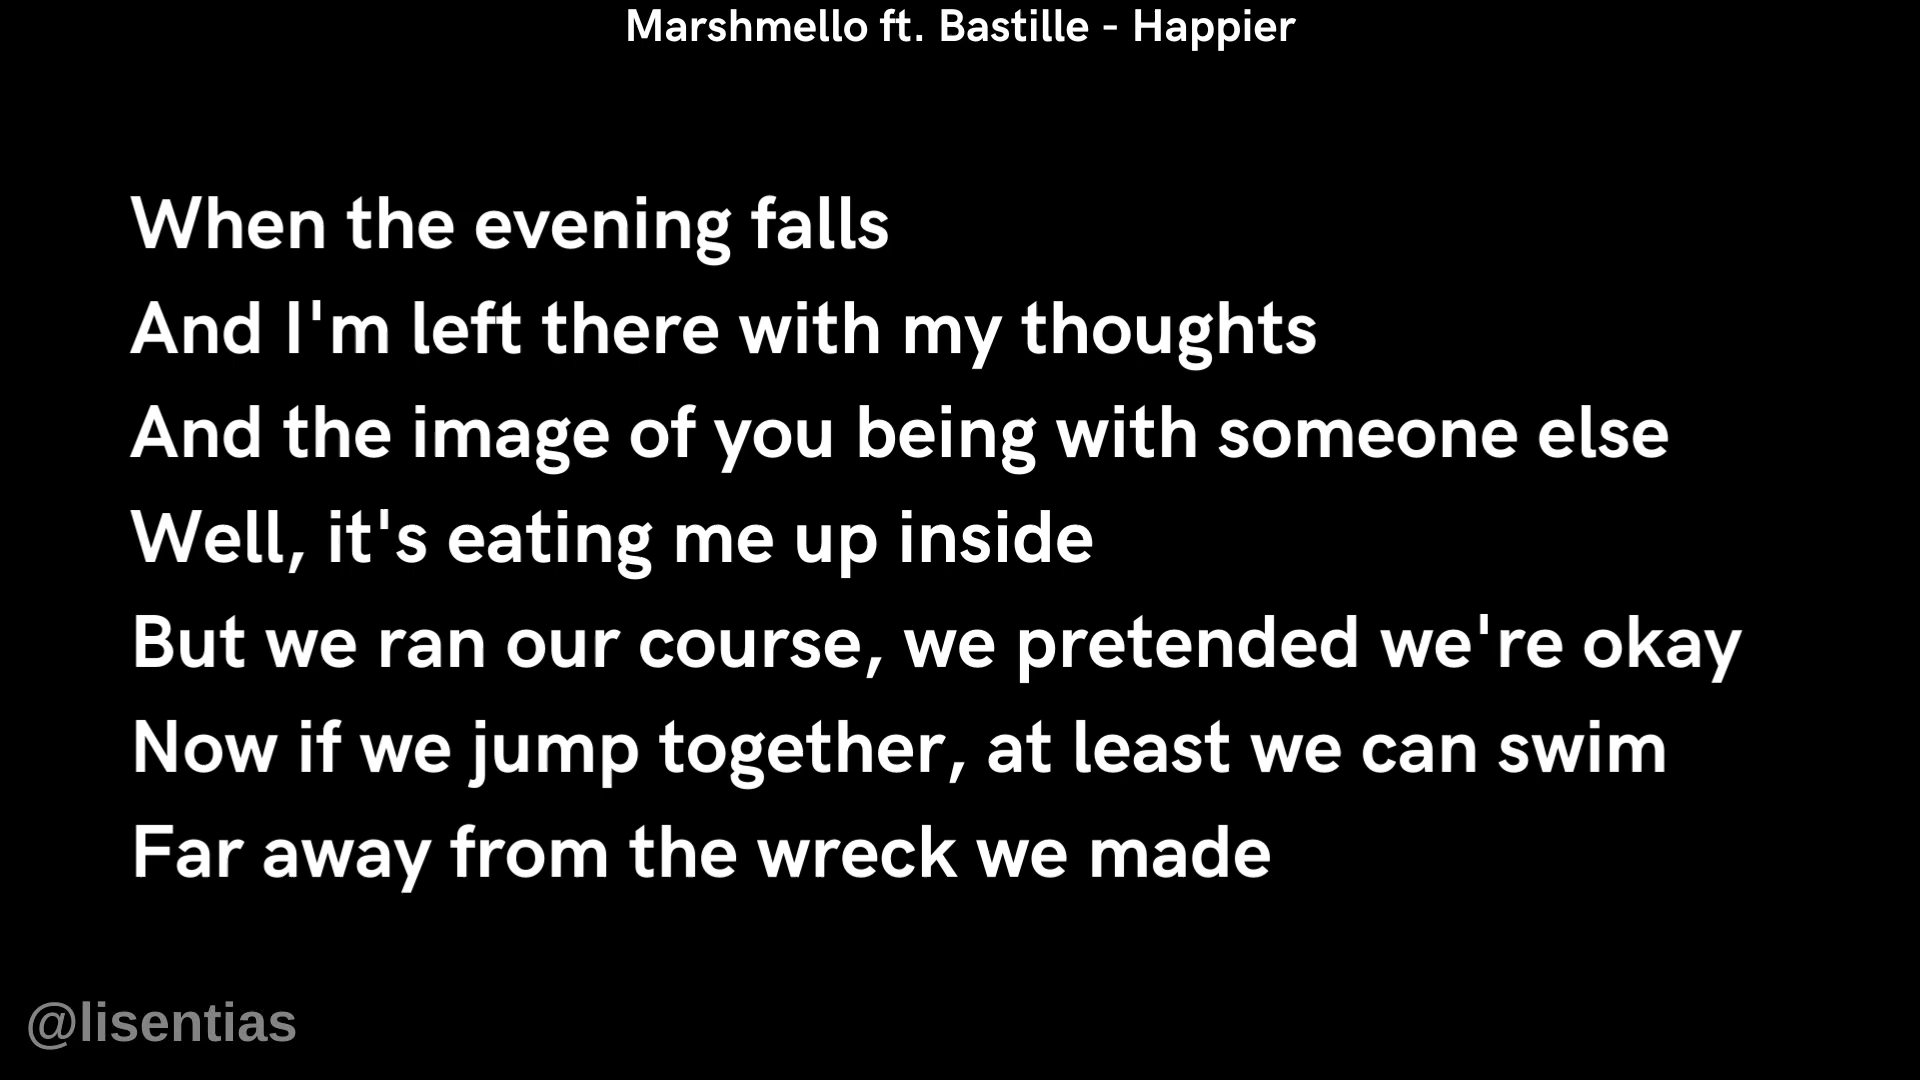 Marshmello ft. Bastille - Happier
When the evening falls
And I'm left there with my thoughts
And the image of you being with someone else
Well, it's eating me up inside
But we ran our course, we pretended we're okay
Now if we jump together, at least we can swim
Far away from the wreck we made
@lisentias